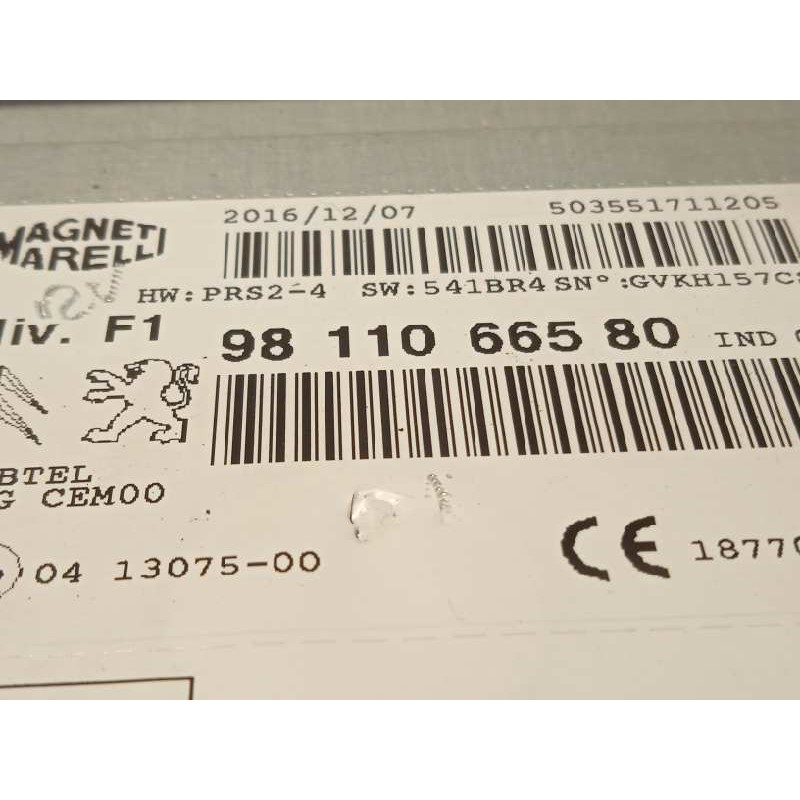 2016/12/07 503551711205
MAGNETI
MARELLI
HW:PRS2-4 SW:541BR4 SN° :GVKH157C
liv. F1 98 110 665 80 IND
BTEL
G CEM00
04 13075-00 CE 1877